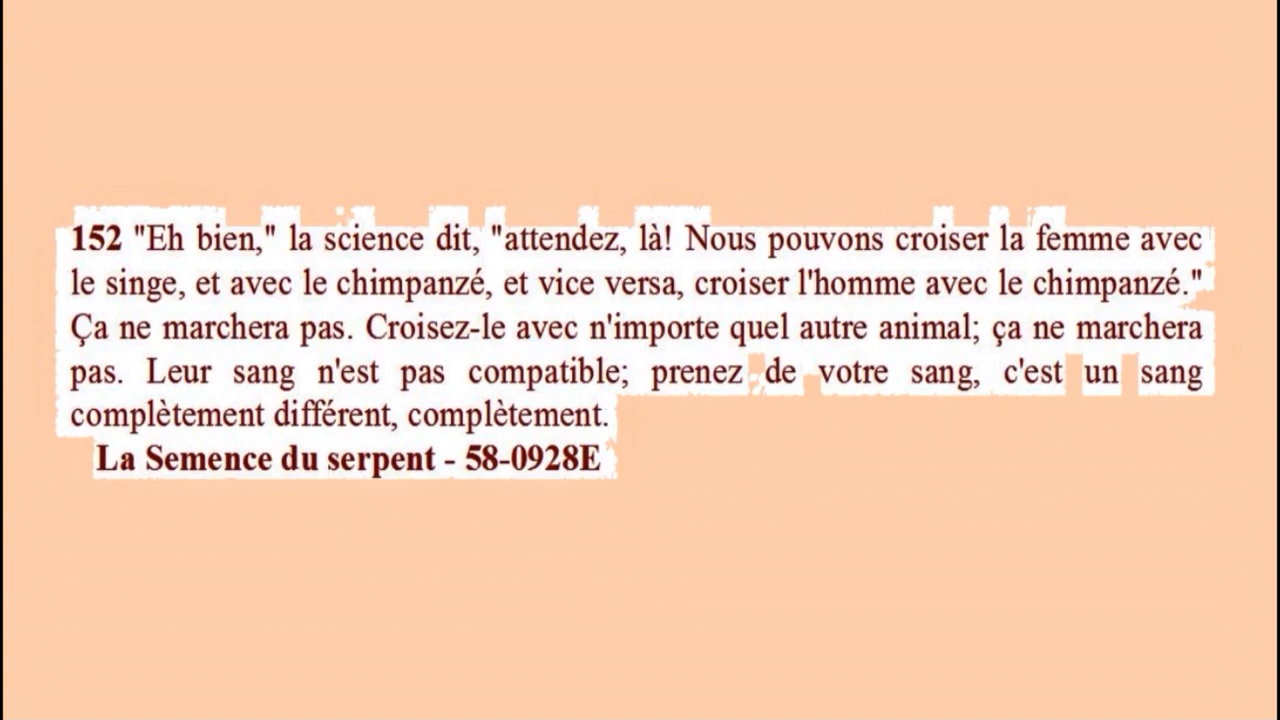 152 "Eh bien," la science dit, "attendez, là! Nous pouvons croiser la femme avec
le singe, et avec le chimpanzé, et vice versa, croiser l'homme avec le chimpanzé."
Ça ne marchera pas. Croisez-le avec n'importe quel autre animal; ça ne marchera
pas. Leur sang n'est pas compatible; prenez de votre sang, c'est un sang
complètement différent, complètement.
La Semence du serpent - 58-0928E